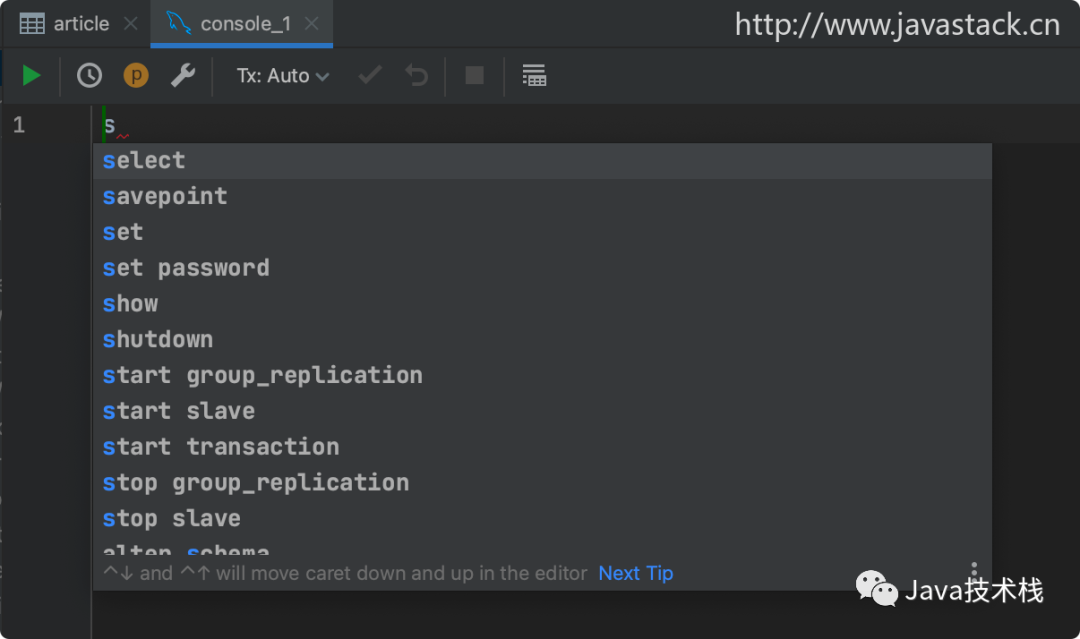 article console_1 http://www.javastack.cn
p Tx: Auto
1 s
select
savepoint
set
set password
show
shutdown
start group_replication
start slave
start transaction
stop group_replication
stop slave
alter schema
^↓ and ^↑ will move caret down and up in the editor Next Tip
Java技术栈